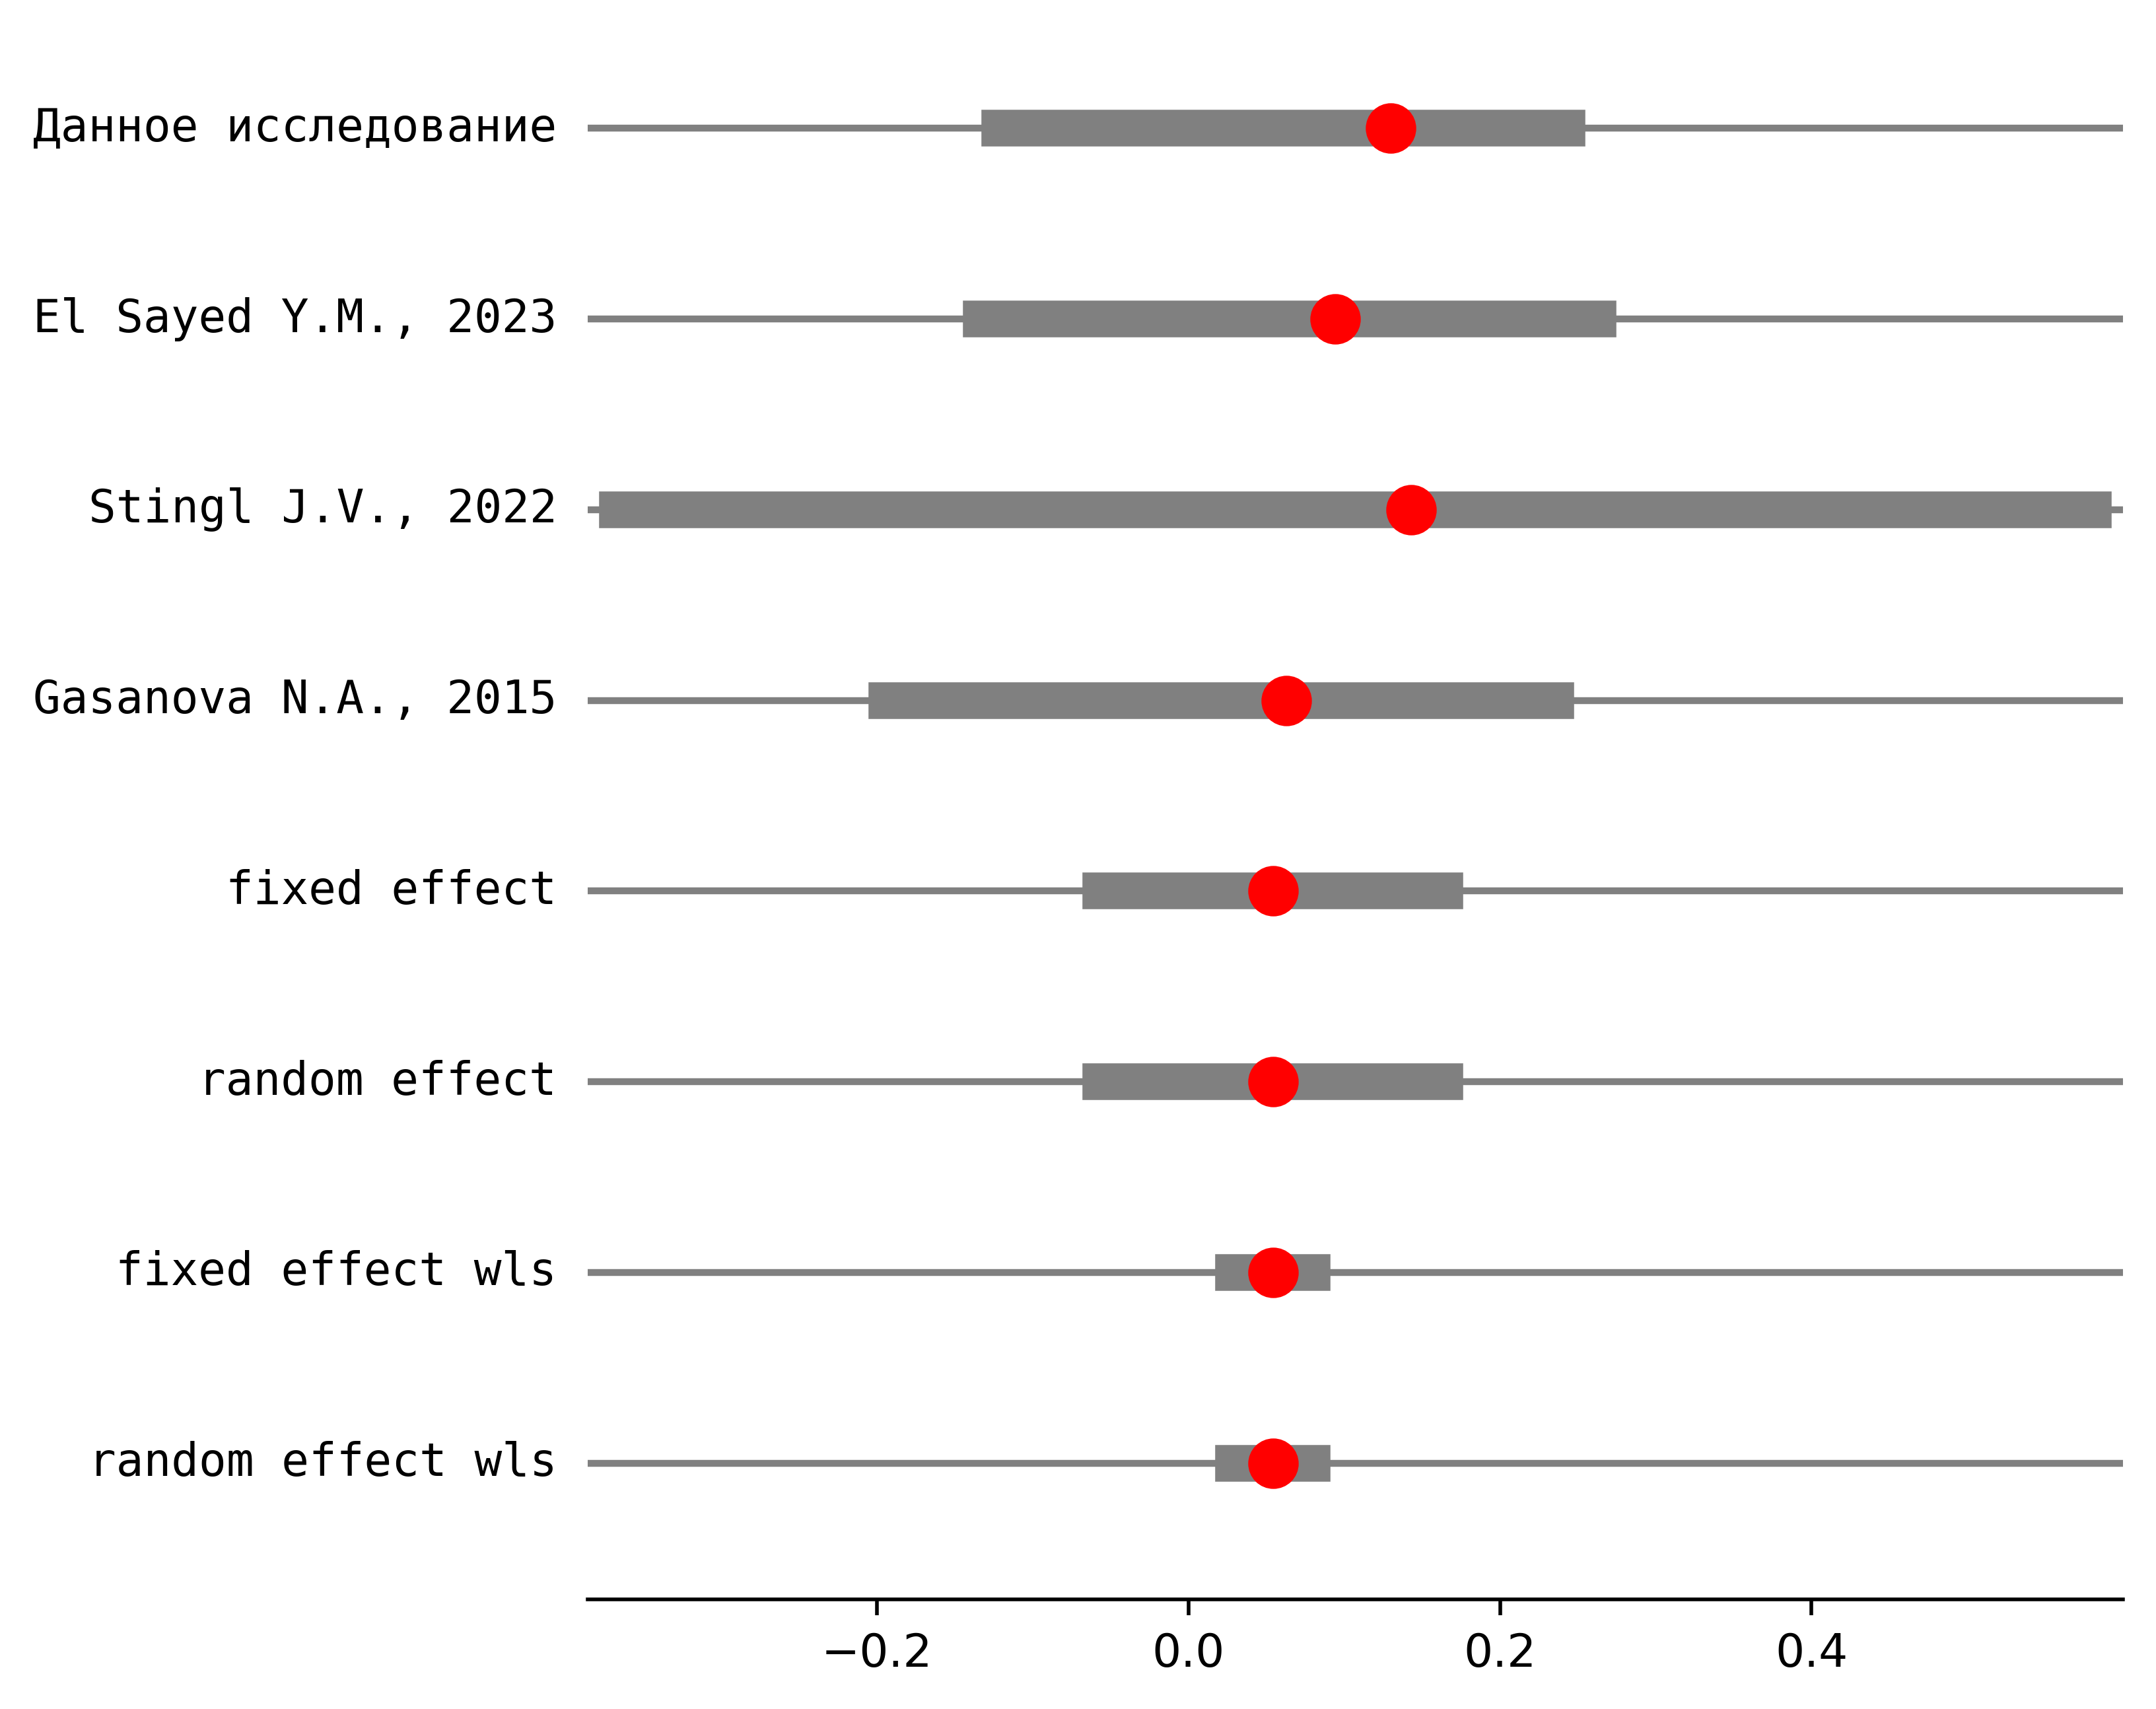 Данное исследование
El Sayed Y.M., 2023
Stingl J.V., 2022
Gasanova N.A., 2015
fixed effect
random effect
fixed effect wls
random effect wls
−0.2 0.0 0.2 0.4